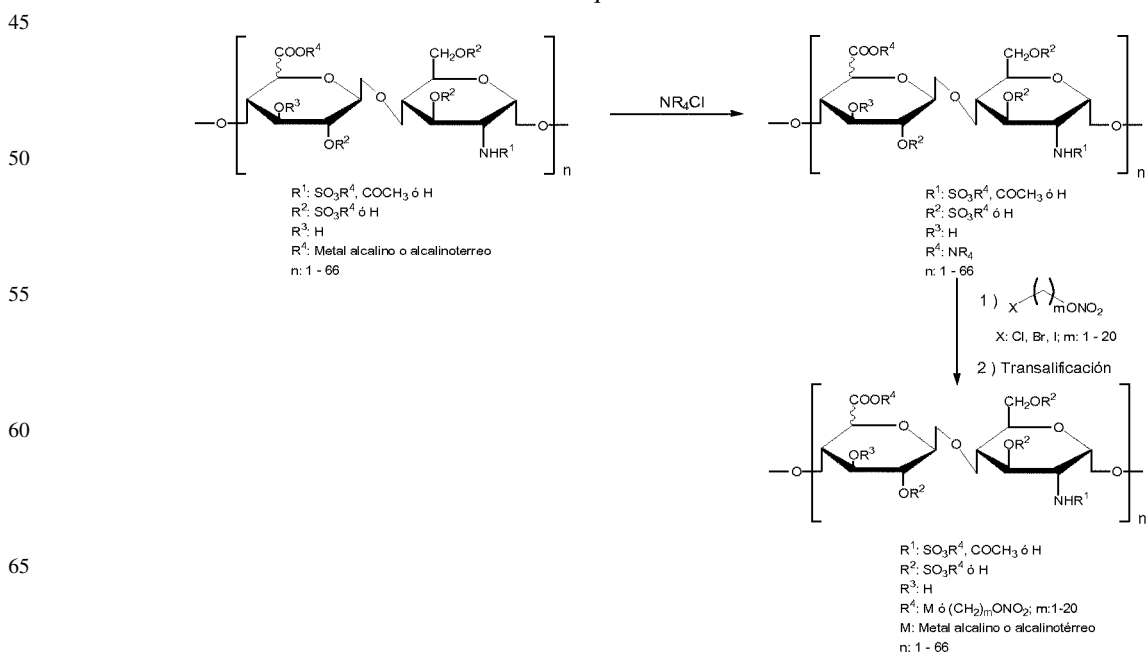 45
COOR⁴
CH₂OR²
O
O
OR³
O
OR²
O
O
OR²
NHR¹
n
NR₄Cl
COOR⁴
CH₂OR²
O
O
OR³
O
OR²
O
O
OR²
NHR¹
n
50
R¹: SO₃R⁴, COCH₃ ó H
R²: SO₃R⁴ ó H
R³: H
R⁴: Metal alcalino o alcalinoterreo
n: 1 - 66
R¹: SO₃R⁴, COCH₃ ó H
R²: SO₃R⁴ ó H
R³: H
R⁴: NR₄
n: 1 - 66
55
1 ) X ( )mONO₂
X: Cl, Br, I; m: 1 - 20
2 ) Transalificación
60
COOR⁴
CH₂OR²
O
O
OR³
O
OR²
O
O
OR²
NHR¹
n
65
R¹: SO₃R⁴, COCH₃ ó H
R²: SO₃R⁴ ó H
R³: H
R⁴: M ó (CH₂)mONO₂; m:1-20
M: Metal alcalino o alcalinotérreo
n: 1 - 66